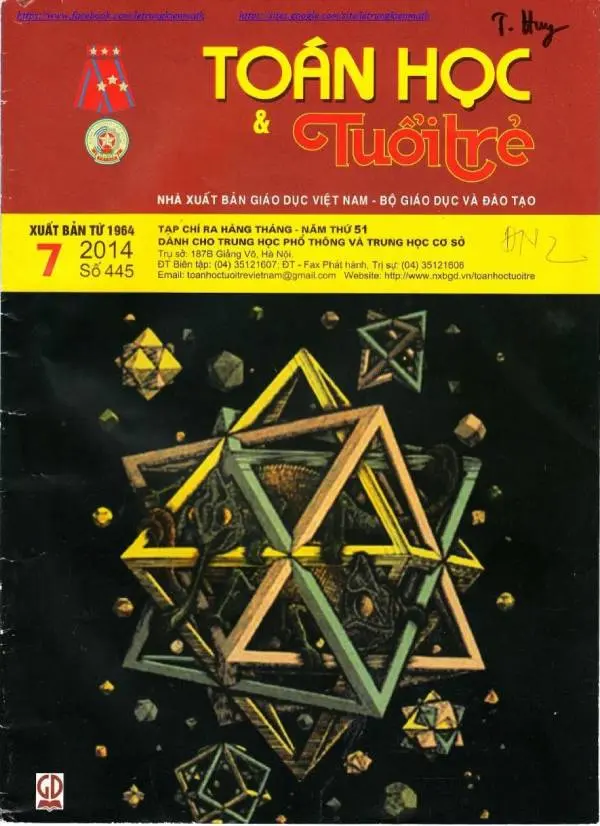 https://www.facebook.com/letrungkienmath https://sites.google.com/site/letrungkienmath
T. Huy
TOÁN HỌC
& Tuổi trẻ
NHÀ XUẤT BẢN GIÁO DỤC VIỆT NAM - BỘ GIÁO DỤC VÀ ĐÀO TẠO
XUẤT BẢN TỪ 1964
7 2014
Số 445
TẠP CHÍ RA HÀNG THÁNG - NĂM THỨ 51
DÀNH CHO TRUNG HỌC PHỔ THÔNG VÀ TRUNG HỌC CƠ SỞ
Trụ sở: 187B Giảng Võ, Hà Nội.
ĐT Biên tập: (04) 35121607; ĐT - Fax Phát hành, Trị sự: (04) 35121606
Email: toanhoctuoitrevietnam@gmail.com Website: http://www.nxbgd.vn/toanhoctuoitre
GD